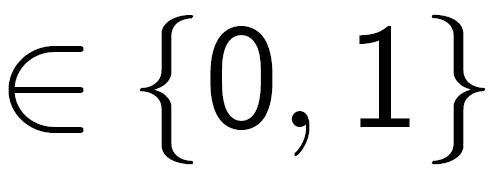 ∈ {0, 1}